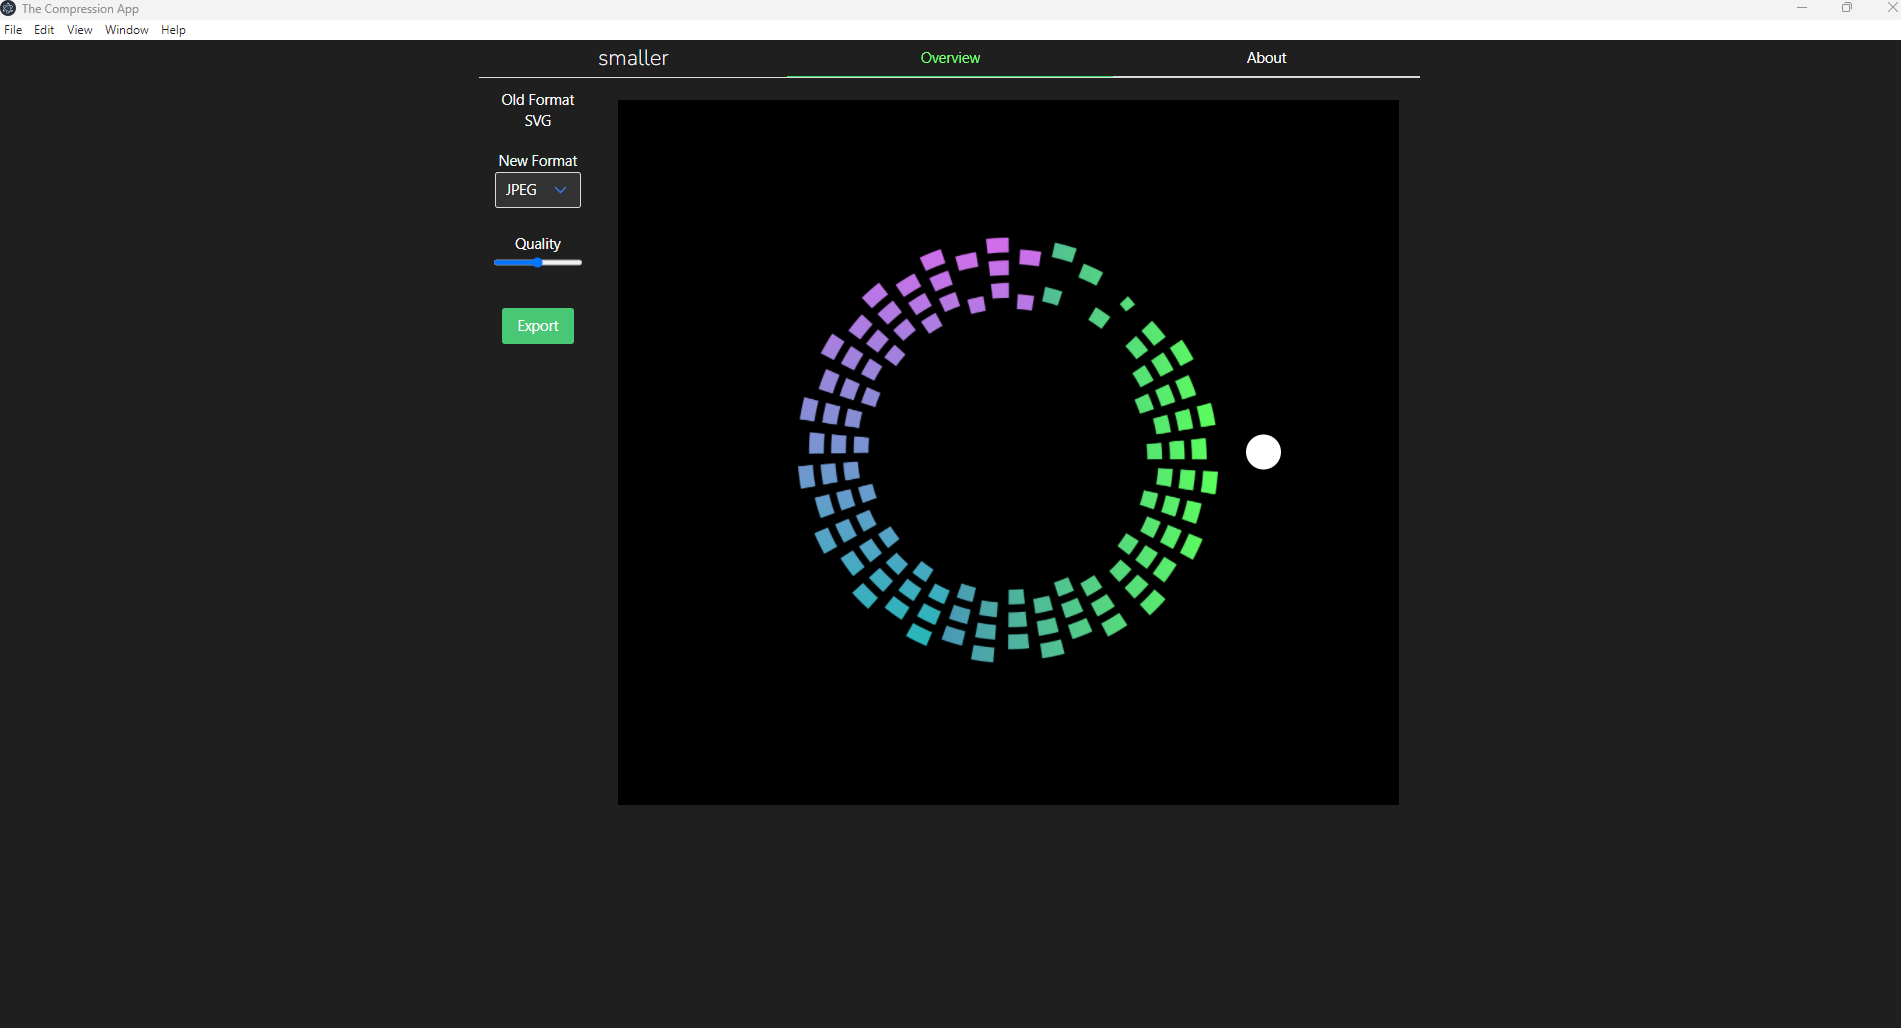 The Compression App
File Edit View Window Help
smaller Overview About
Old Format
SVG
New Format
JPEG
Quality
Export